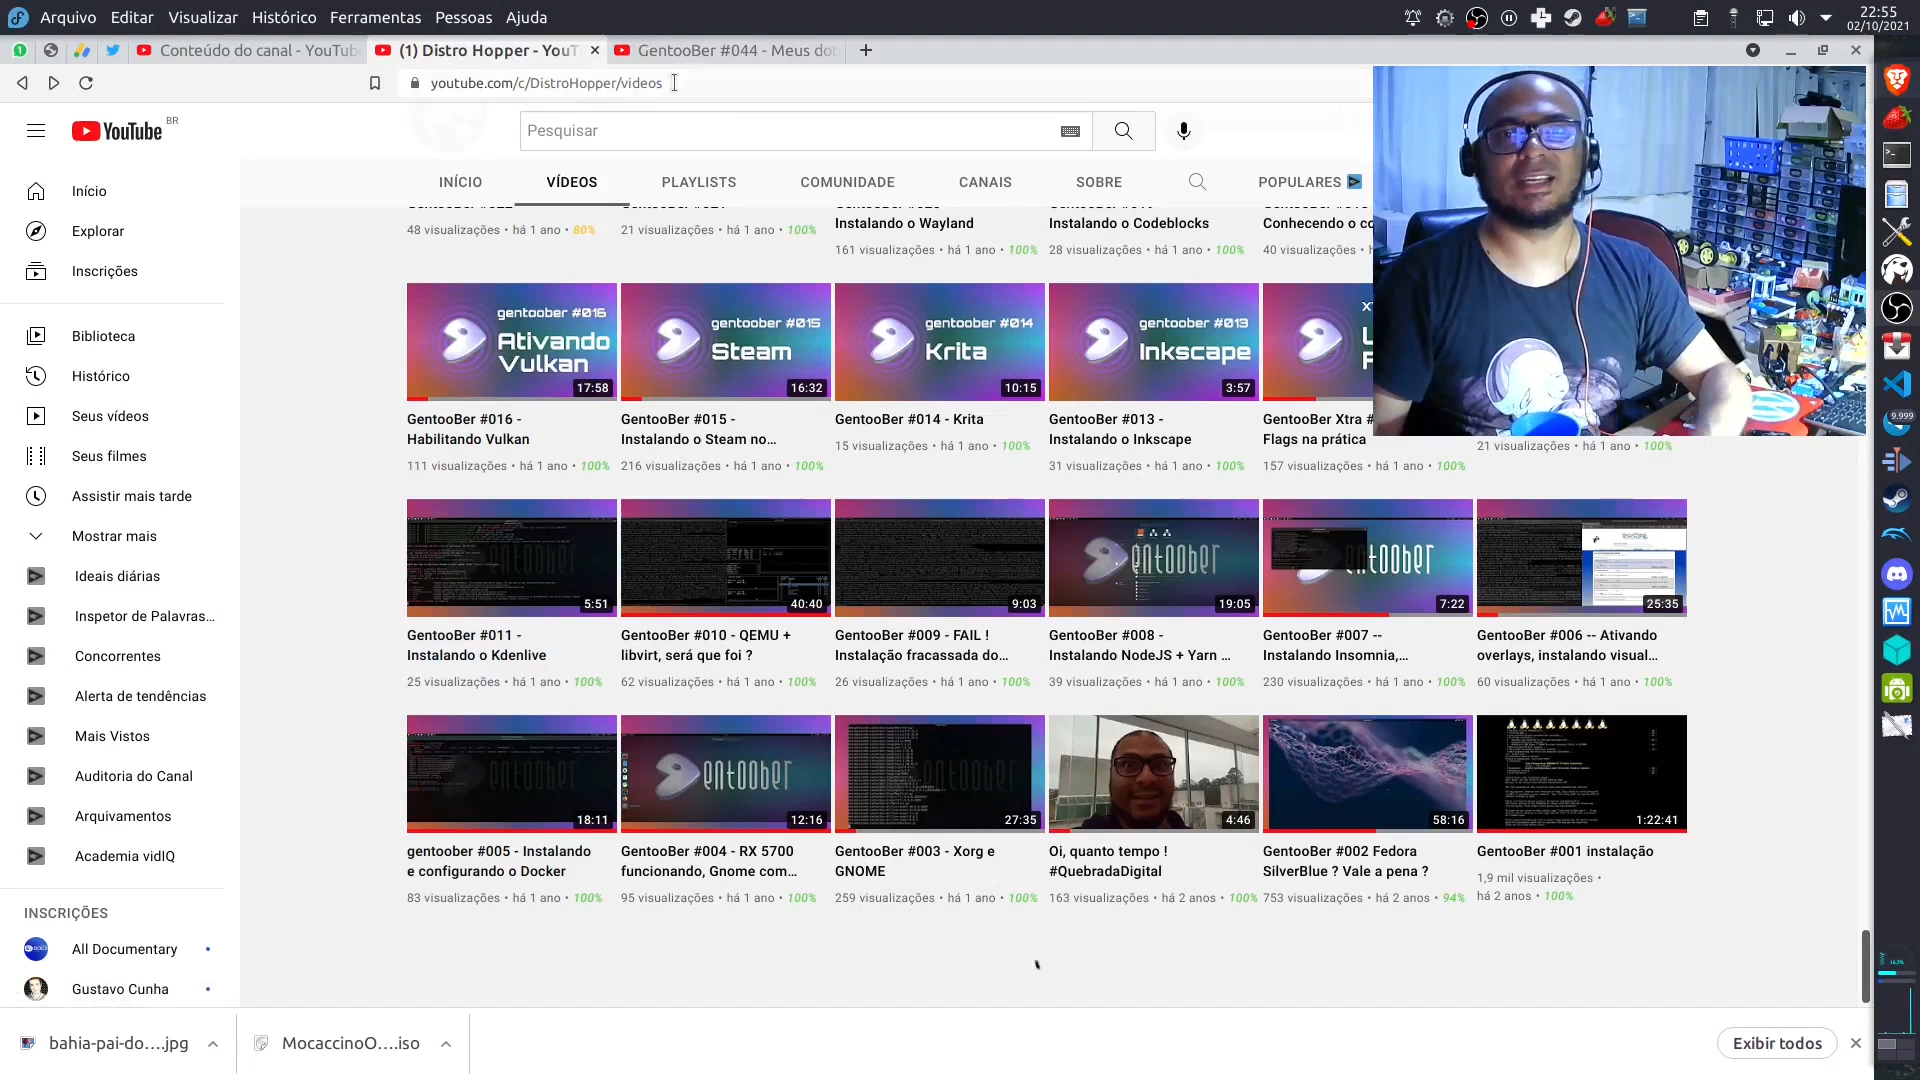 Arquivo Editar Visualizar Histórico Ferramentas Pessoas Ajuda
22:55
02/10/2021
Conteúdo do canal - YouTube
(1) Distro Hopper - YouT
GentooBer #044 - Meus dot
youtube.com/c/DistroHopper/videos
YouTube BR
Pesquisar
INÍCIO VÍDEOS PLAYLISTS COMUNIDADE CANAIS SOBRE POPULARES
Início
Explorar
Inscrições
Biblioteca
Histórico
Seus vídeos
Seus filmes
Assistir mais tarde
Mostrar mais
Ideais diárias
Inspetor de Palavras...
Concorrentes
Alerta de tendências
Mais Vistos
Auditoria do Canal
Arquivamentos
Academia vidIQ
INSCRIÇÕES
All Documentary
Gustavo Cunha
48 visualizações • há 1 ano • 80%
21 visualizações • há 1 ano • 100%
Instalando o Wayland
161 visualizações • há 1 ano • 100%
Instalando o Codeblocks
28 visualizações • há 1 ano • 100%
Conhecendo o co
40 visualizações • há
gentoober #016
Ativando
Vulkan
17:58
GentooBer #016 -
Habilitando Vulkan
111 visualizações • há 1 ano • 100%
gentoober #015
Steam
16:32
GentooBer #015 -
Instalando o Steam no...
216 visualizações • há 1 ano • 100%
gentoober #014
Krita
10:15
GentooBer #014 - Krita
15 visualizações • há 1 ano • 100%
gentoober #013
Inkscape
3:57
GentooBer #013 -
Instalando o Inkscape
31 visualizações • há 1 ano • 100%
GentooBer Xtra #
Flags na prática
157 visualizações • há 1 ano • 100%
21 visualizações • há 1 ano • 100%
5:51
GentooBer #011 -
Instalando o Kdenlive
25 visualizações • há 1 ano • 100%
40:40
GentooBer #010 - QEMU +
libvirt, será que foi ?
62 visualizações • há 1 ano • 100%
9:03
GentooBer #009 - FAIL !
Instalação fracassada do...
26 visualizações • há 1 ano • 100%
entoober
19:05
GentooBer #008 -
Instalando NodeJS + Yarn ...
39 visualizações • há 1 ano • 100%
entoober
7:22
GentooBer #007 --
Instalando Insomnia,...
230 visualizações • há 1 ano • 100%
25:35
GentooBer #006 -- Ativando
overlays, instalando visual...
60 visualizações • há 1 ano • 100%
18:11
gentoober #005 - Instalando
e configurando o Docker
83 visualizações • há 1 ano • 100%
entoober
12:16
GentooBer #004 - RX 5700
funcionando, Gnome com...
95 visualizações • há 1 ano • 100%
27:35
GentooBer #003 - Xorg e
GNOME
259 visualizações • há 1 ano • 100%
4:46
Oi, quanto tempo !
#QuebradaDigital
163 visualizações • há 2 anos • 100%
58:16
GentooBer #002 Fedora
SilverBlue ? Vale a pena ?
753 visualizações • há 2 anos • 94%
1:22:41
GentooBer #001 instalação
1,9 mil visualizações •
há 2 anos • 100%
9.999
bahia-pai-do....jpg
MocaccinoO....iso
Exibir todos